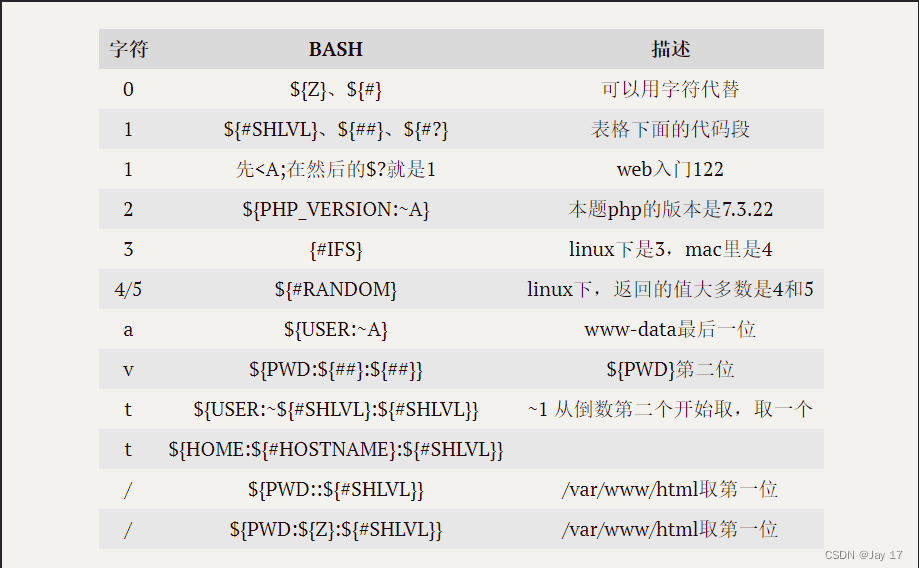 字符 BASH 描述
0 ${Z}、${#} 可以用字符代替
1 ${#SHLVL}、${##}、${#?} 表格下面的代码段
1 先<A;在然后的$?就是1 web入门122
2 ${PHP_VERSION:~A} 本题php的版本是7.3.22
3 {#IFS} linux下是3，mac里是4
4/5 ${#RANDOM} linux下，返回的值大多数是4和5
a ${USER:~A} www-data最后一位
v ${PWD:${##}:${##}} ${PWD}第二位
t ${USER:~${#SHLVL}:${#SHLVL}} ~1 从倒数第二个开始取，取一个
t ${HOME:${#HOSTNAME}:${#SHLVL}}
/ ${PWD::${#SHLVL}} /var/www/html取第一位
/ ${PWD:${Z}:${#SHLVL}} /var/www/html取第一位
CSDN @Jay 17